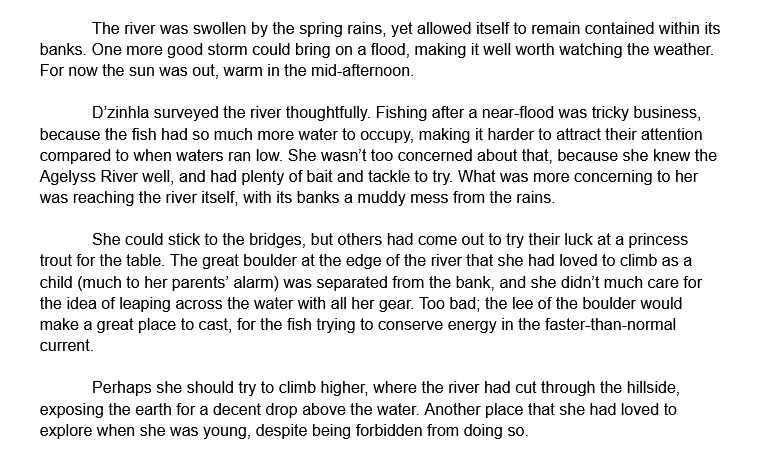 The river was swollen by the spring rains, yet allowed itself to remain contained within its
banks. One more good storm could bring on a flood, making it well worth watching the weather.
For now the sun was out, warm in the mid-afternoon.
D’zinhla surveyed the river thoughtfully. Fishing after a near-flood was tricky business,
because the fish had so much more water to occupy, making it harder to attract their attention
compared to when waters ran low. She wasn’t too concerned about that, because she knew the
Agelyss River well, and had plenty of bait and tackle to try. What was more concerning to her
was reaching the river itself, with its banks a muddy mess from the rains.
She could stick to the bridges, but others had come out to try their luck at a princess
trout for the table. The great boulder at the edge of the river that she had loved to climb as a
child (much to her parents’ alarm) was separated from the bank, and she didn’t much care for
the idea of leaping across the water with all her gear. Too bad; the lee of the boulder would
make a great place to cast, for the fish trying to conserve energy in the faster-than-normal
current.
Perhaps she should try to climb higher, where the river had cut through the hillside,
exposing the earth for a decent drop above the water. Another place that she had loved to
explore when she was young, despite being forbidden from doing so.